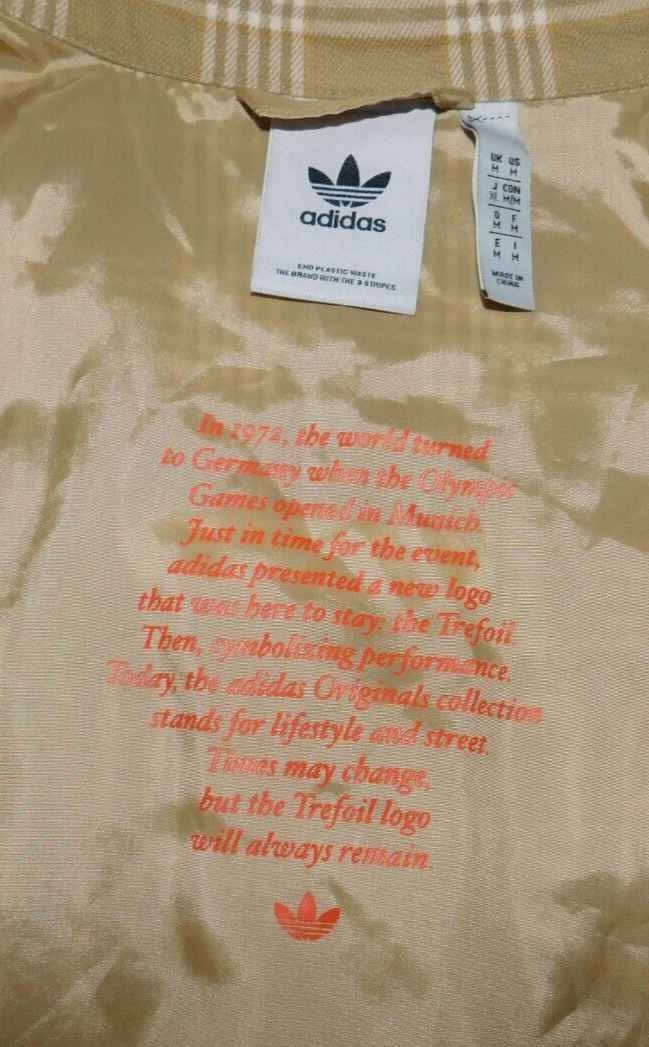 adidas
END PLASTIC WASTE
THE BRAND WITH THE 3 STRIPES
UK US
M M
J CDN
XL M/M
D F
M M
E I
M M
MADE IN
CHINA
In 1972, the world turned
to Germany when the Olympic
Games opened in Munich.
Just in time for the event,
adidas presented a new logo
that was here to stay: the Trefoil.
Then, symbolizing performance.
Today, the adidas Originals collection
stands for lifestyle and street.
Times may change,
but the Trefoil logo
will always remain.